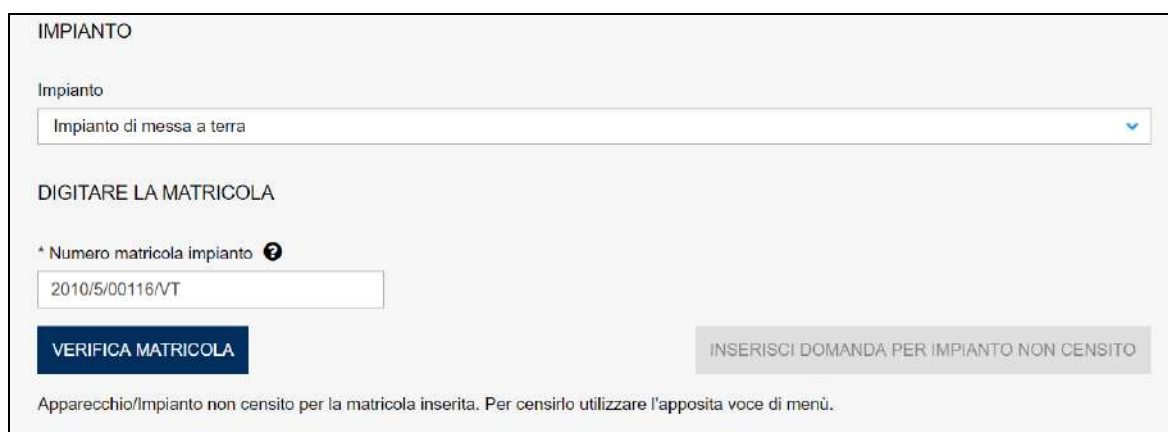 IMPIANTO
Impianto
Impianto di messa a terra
DIGITARE LA MATRICOLA
* Numero matricola impianto ?
2010/5/00116/VT
VERIFICA MATRICOLA
INSERISCI DOMANDA PER IMPIANTO NON CENSITO
Apparecchio/Impianto non censito per la matricola inserita. Per censirlo utilizzare l'apposita voce di menù.